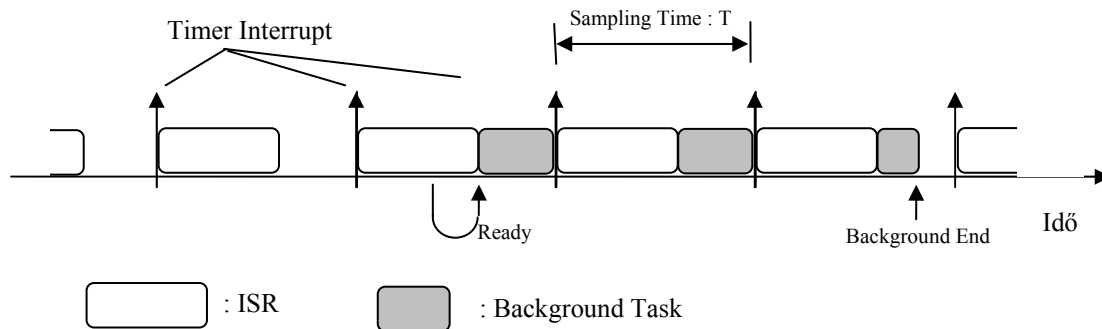 Sampling Time : T
Timer Interrupt
Ready
Background End
Idő
: ISR
: Background Task